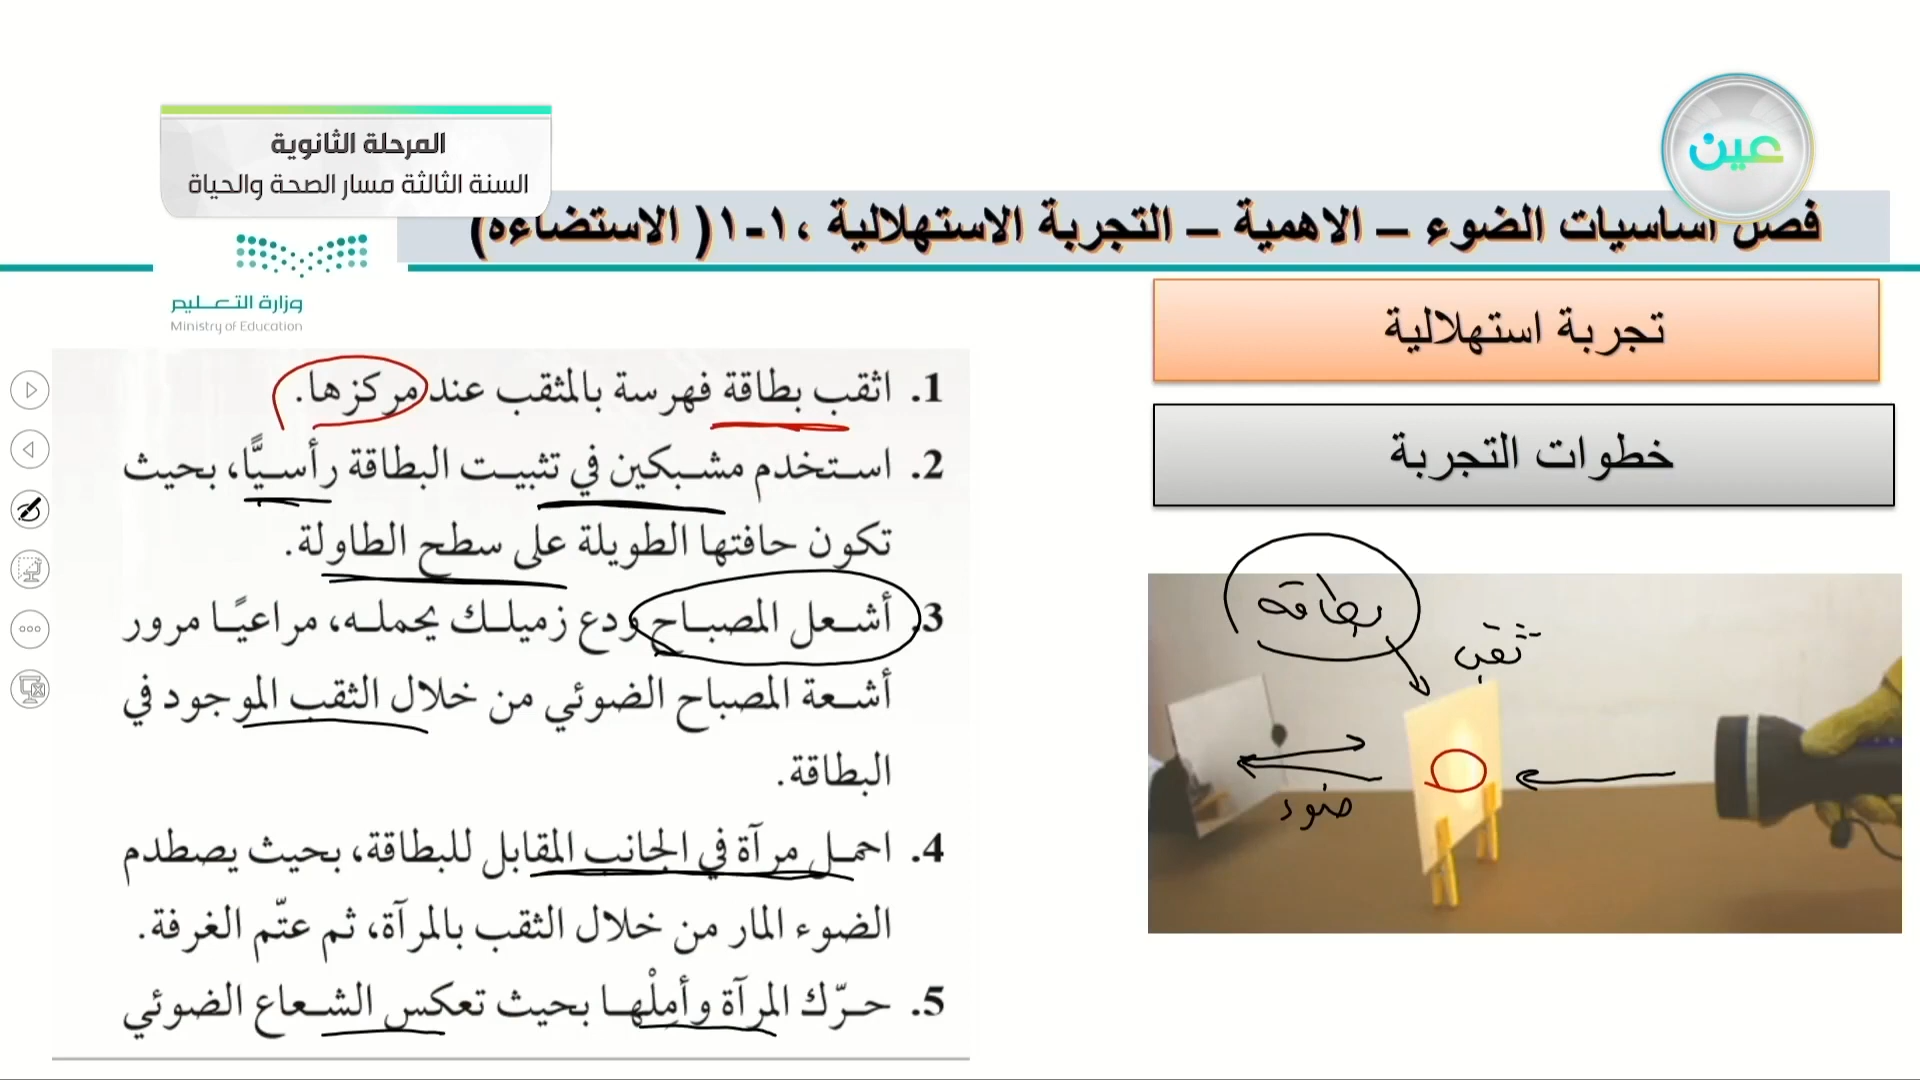 عين
المرحلة الثانوية
السنة الثالثة مسار الصحة والحياة
فصل اساسيات الضوء – الاهمية – التجربة الاستهلالية ،١-١( الاستضاءه)
وزارة التعليم
Ministry of Education
تجربة استهلالية
خطوات التجربة
1. اثقب بطاقة فهرسة بالمثقب عند مركزها.
2. استخدم مشبكين في تثبيت البطاقة رأسيًّا، بحيث
تكون حافتها الطويلة على سطح الطاولة.
3. أشعل المصباح ودع زميلك يحمله، مراعيًا مرور
أشعة المصباح الضوئي من خلال الثقب الموجود في
البطاقة.
4. احمل مرآة في الجانب المقابل للبطاقة، بحيث يصطدم
الضوء المار من خلال الثقب بالمرآة، ثم عتّم الغرفة.
5. حرّك المرآة وأمِلْها بحيث تعكس الشعاع الضوئي
بطاقة
ثقب
ضوء